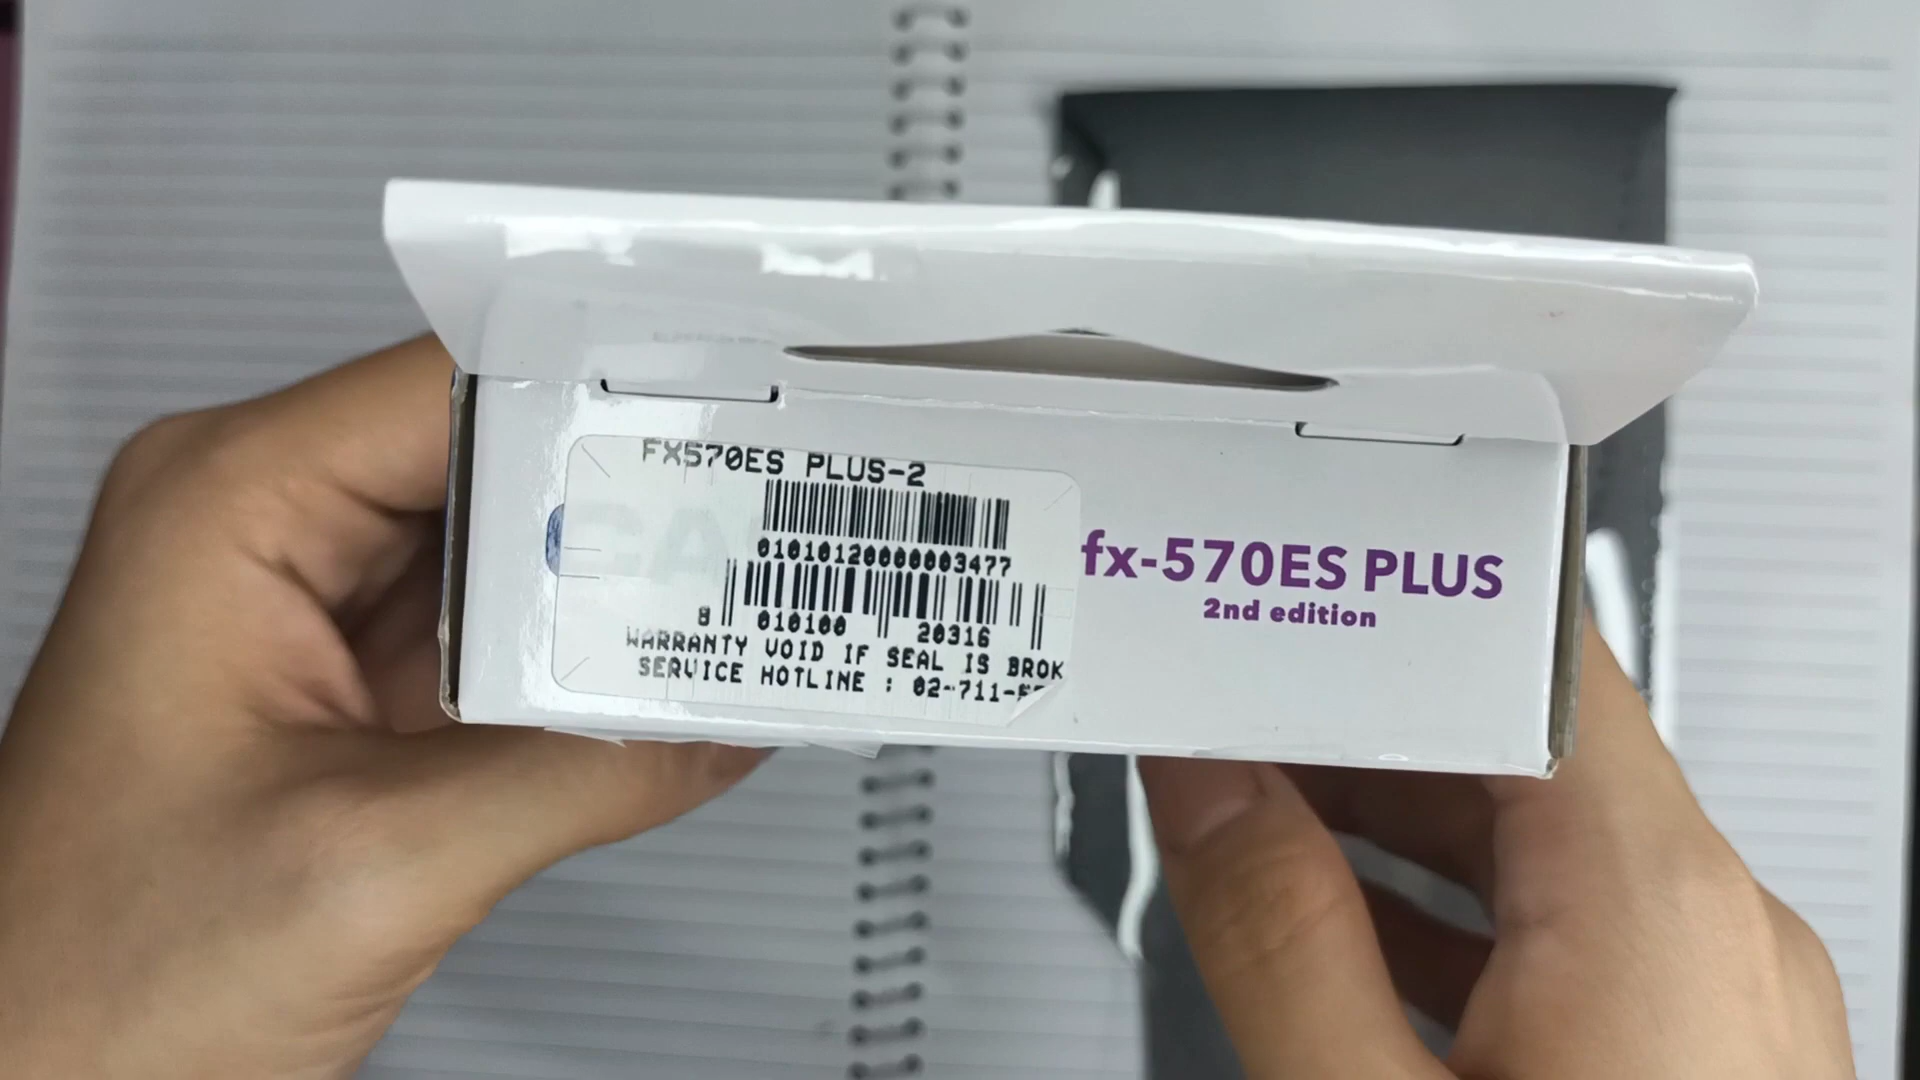 FX570ES PLUS-2
01010120000003477
8 010100 20316
WARRANTY VOID IF SEAL IS BROK
SERVICE HOTLINE : 02-711-
fx-570ES PLUS
2nd edition